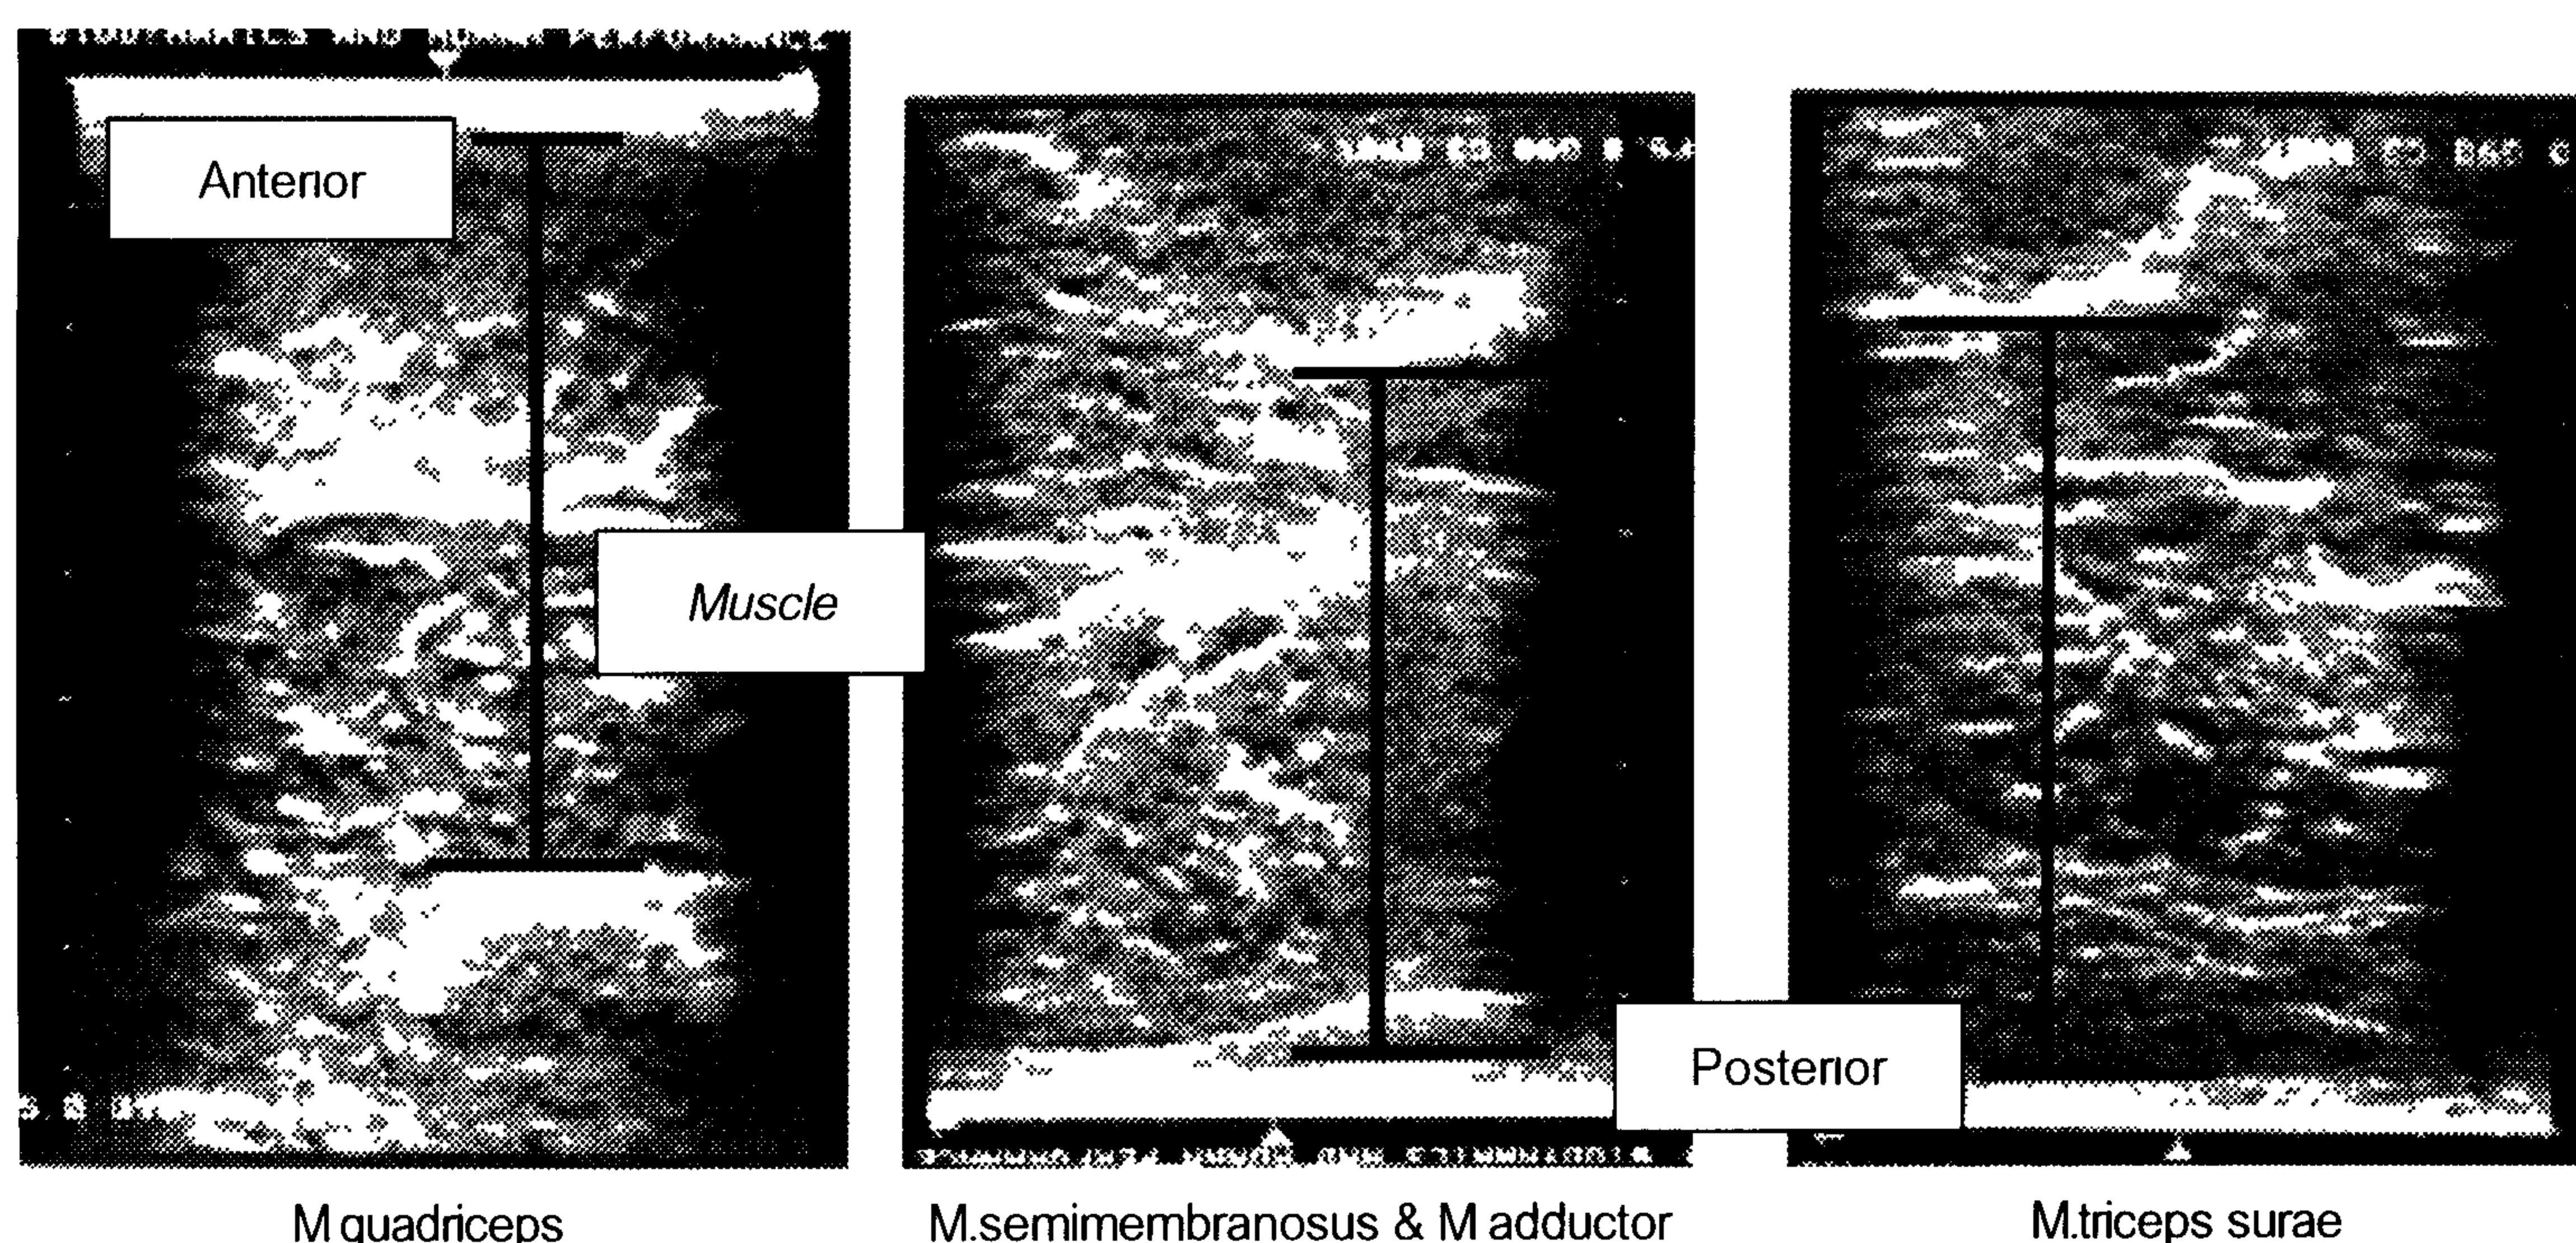 Anterior
Muscle
Posterior
M quadriceps
M.semimembranosus & M adductor
M.triceps surae